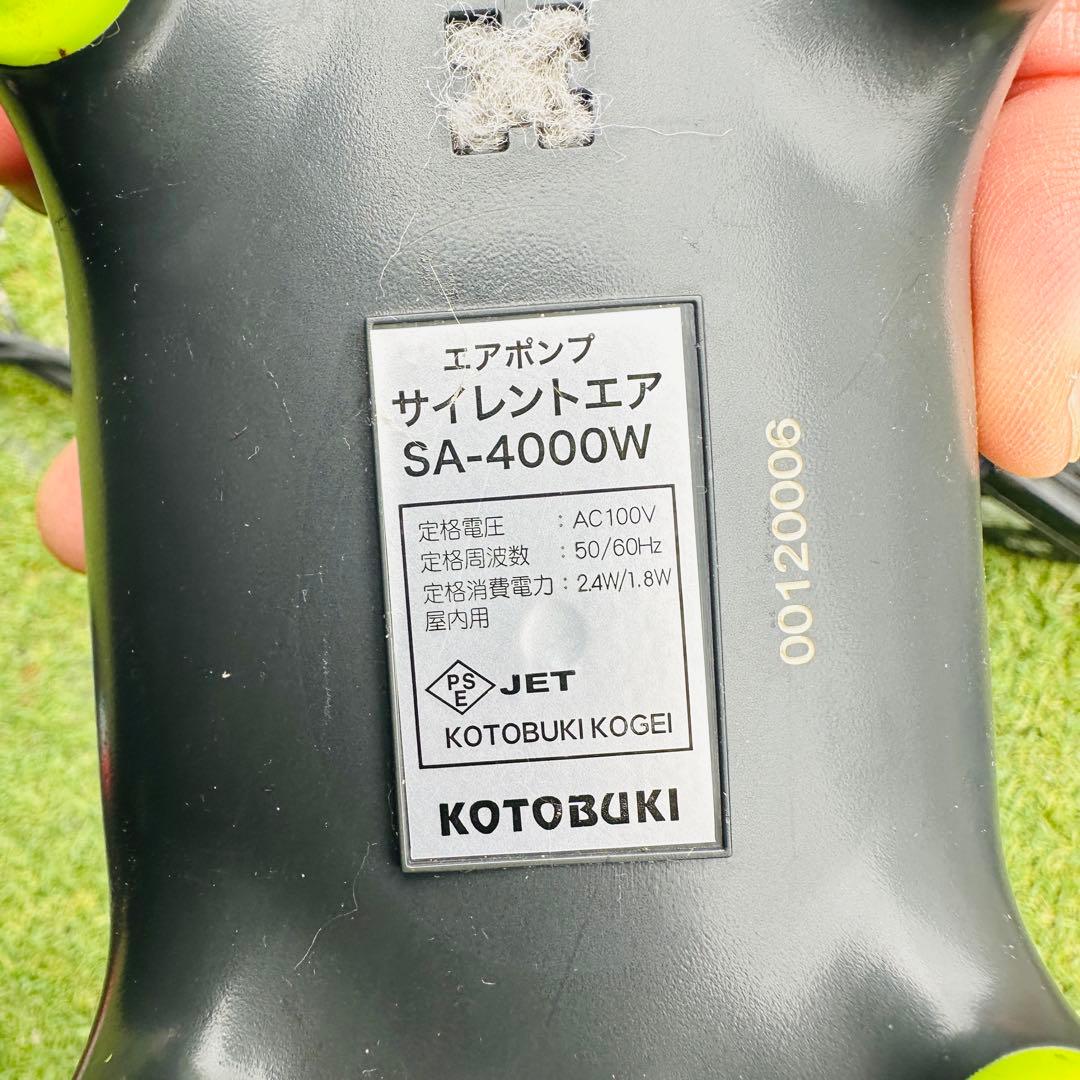 エアポンプ
サイレントエア
SA-4000W
定格電圧 : AC100V
定格周波数 : 50/60Hz
定格消費電力 : 2.4W/1.8W
屋内用
PS
E
JET
KOTOBUKI KOGEI
KOTOBUKI
00120006